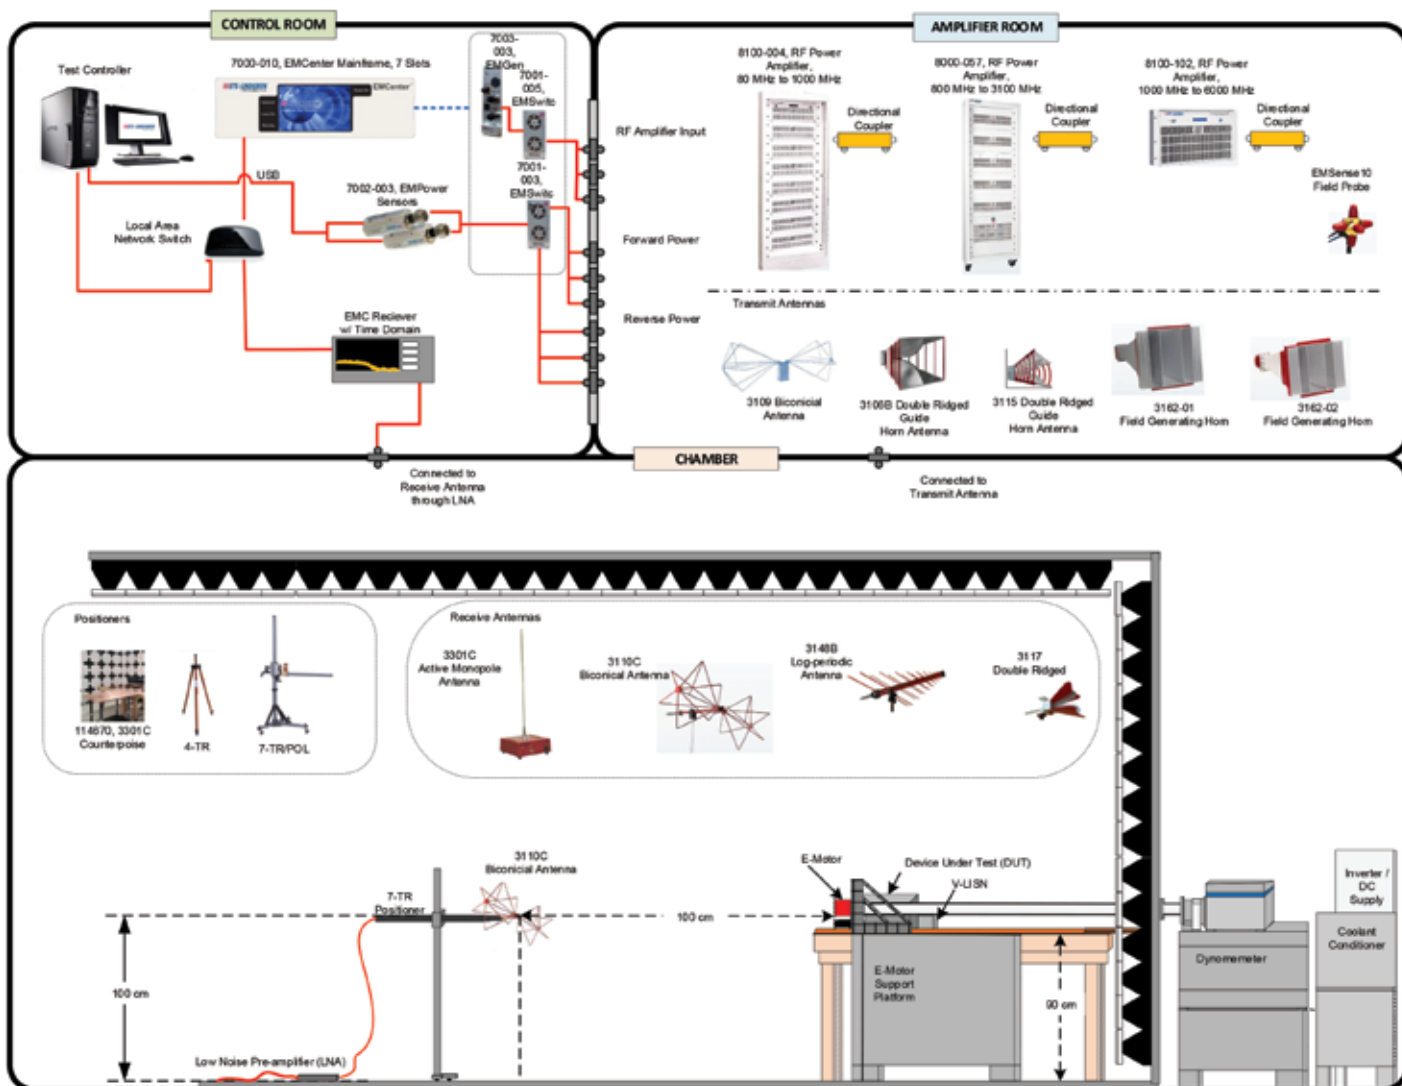 CONTROL ROOM
Test Controller
7000-010, EMCenter Mainframe, 7 Slots
EMCenter
7003-
003,
EMGen
7001-
005,
EMSwitc
7001-
003,
EMSwitc
USB
7002-003, EMPower
Sensors
Local Area
Network Switch
EMC Reciever
w/ Time Domain
AMPLIFIER ROOM
RF Amplifier Input
Forward Power
Reverse Power
8100-004, RF Power
Amplifier,
80 MHz to 1000 MHz
Directional
Coupler
8000-057, RF Power
Amplifier,
800 MHz to 3100 MHz
Directional
Coupler
8100-102, RF Power
Amplifier,
1000 MHz to 6000 MHz
Directional
Coupler
EMSense10
Field Probe
Transmit Antennas
3109 Biconicial
Antenna
3106B Double Ridged
Guide
Horn Antenna
3115 Double Ridged
Guide
Horn Antenna
3162-01
Field Generating Horn
3162-02
Field Generating Horn
CHAMBER
Connected to
Receive Antenna
through LNA
Connected to
Transmit Antenna
Positioners
114670, 3301C
Counterpoise
4-TR
7-TR/POL
Receive Antennas
3301C
Active Monopole
Antenna
3110C
Biconical Antenna
3148B
Log-periodic
Antenna
3117
Double Ridged
3110C
Biconicial Antenna
7-TR
Positioner
100 cm
Low Noise Pre-amplifier (LNA)
100 cm
E-Motor
Device Under Test (DUT)
V-LISN
E-Motor
Support
Platform
90 cm
Dynomemeter
Inverter /
DC
Supply
Coolant
Conditioner